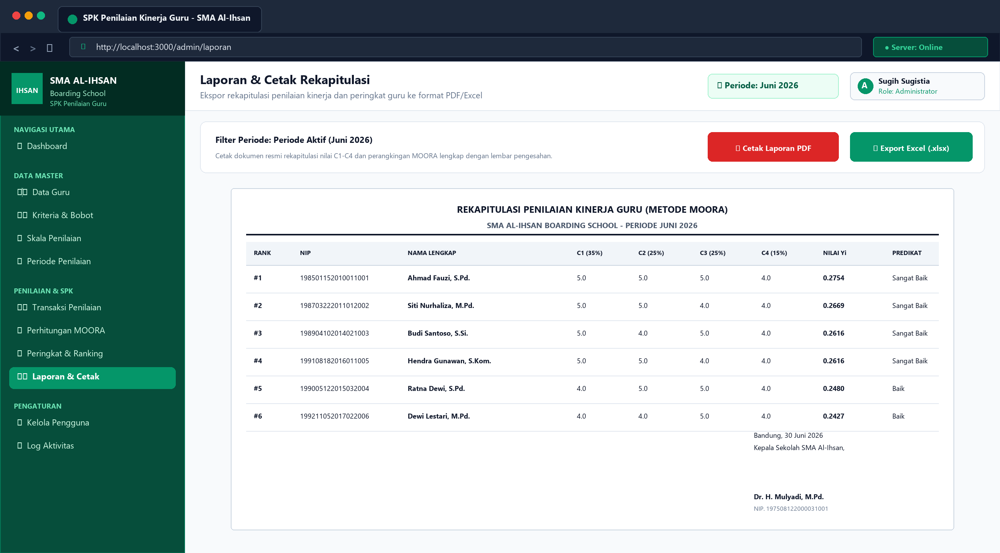 SPK Penilaian Kinerja Guru - SMA Al-Ihsan
http://localhost:3000/admin/laporan
● Server: Online
IHSAN
SMA AL-IHSAN
Boarding School
SPK Penilaian Guru
NAVIGASI UTAMA
Dashboard
DATA MASTER
Data Guru
Kriteria & Bobot
Skala Penilaian
Periode Penilaian
PENILAIAN & SPK
Transaksi Penilaian
Perhitungan MOORA
Peringkat & Ranking
Laporan & Cetak
PENGATURAN
Kelola Pengguna
Log Aktivitas
Laporan & Cetak Rekapitulasi
Ekspor rekapitulasi penilaian kinerja dan peringkat guru ke format PDF/Excel
Periode: Juni 2026
A
Sugih Sugistia
Role: Administrator
Filter Periode: Periode Aktif (Juni 2026)
Cetak dokumen resmi rekapitulasi nilai C1-C4 dan perangkingan MOORA lengkap dengan lembar pengesahan.
Cetak Laporan PDF
Export Excel (.xlsx)
REKAPITULASI PENILAIAN KINERJA GURU (METODE MOORA)
SMA AL-IHSAN BOARDING SCHOOL - PERIODE JUNI 2026
RANK NIP NAMA LENGKAP C1 (35%) C2 (25%) C3 (25%) C4 (15%) NILAI Yi PREDIKAT
#1 198501152010011001 Ahmad Fauzi, S.Pd. 5.0 5.0 5.0 4.0 0.2754 Sangat Baik
#2 198703222011012002 Siti Nurhaliza, M.Pd. 5.0 5.0 4.0 4.0 0.2669 Sangat Baik
#3 198904102014021003 Budi Santoso, S.Si. 5.0 4.0 5.0 4.0 0.2616 Sangat Baik
#4 199108182016011005 Hendra Gunawan, S.Kom. 5.0 5.0 4.0 4.0 0.2616 Sangat Baik
#5 199005122015032004 Ratna Dewi, S.Pd. 4.0 5.0 5.0 4.0 0.2480 Baik
#6 199211052017022006 Dewi Lestari, M.Pd. 4.0 4.0 5.0 4.0 0.2427 Baik
Bandung, 30 Juni 2026
Kepala Sekolah SMA Al-Ihsan,
Dr. H. Mulyadi, M.Pd.
NIP. 197508122000031001